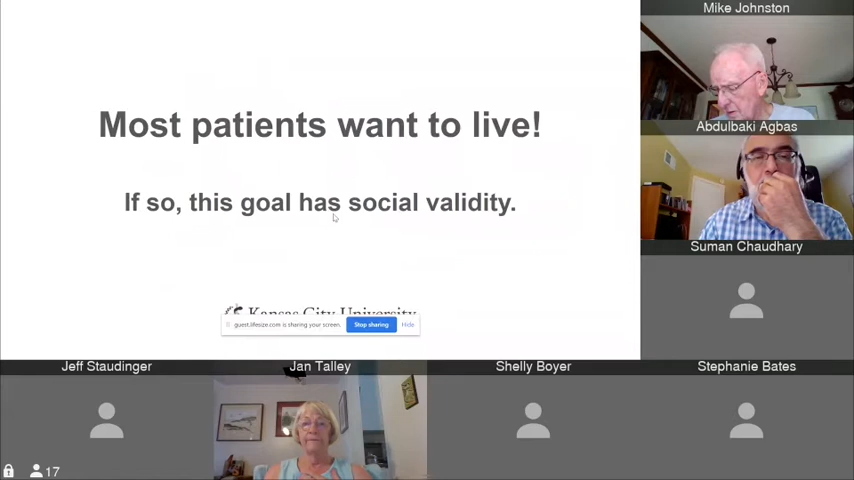 Mike Johnston
Most patients want to live!
Abdulbaki Agbas
If so, this goal has social validity.
Suman Chaudhary
Kansas City University
guest.lifesize.com is sharing your screen.
Stop sharing
Hide
Jeff Staudinger
Jan Talley
Shelly Boyer
Stephanie Bates
17